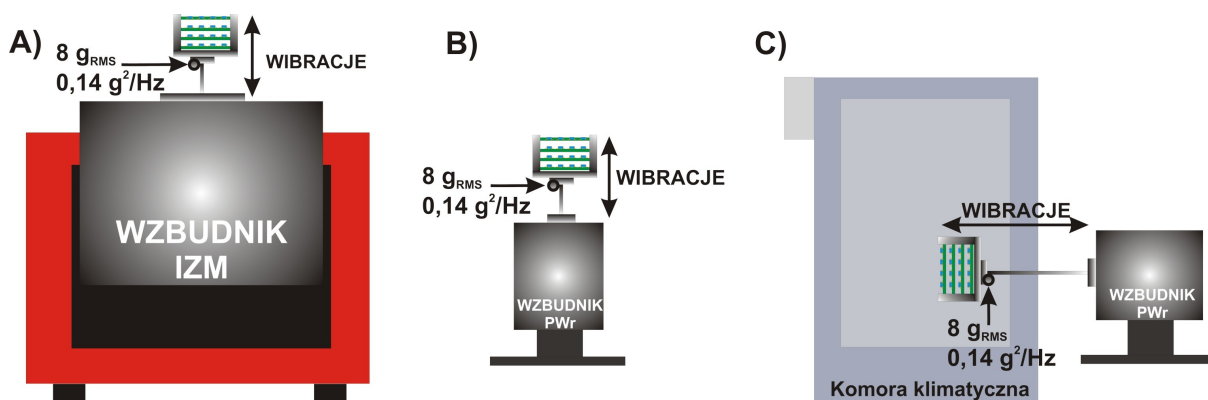 A)
8 gRMS
0,14 g²/Hz
WIBRACJE
WZBUDNIK
IZM
B)
8 gRMS
0,14 g²/Hz
WIBRACJE
WZBUDNIK
PWr
C)
WIBRACJE
WZBUDNIK
PWr
8 gRMS
0,14 g²/Hz
Komora klimatyczna